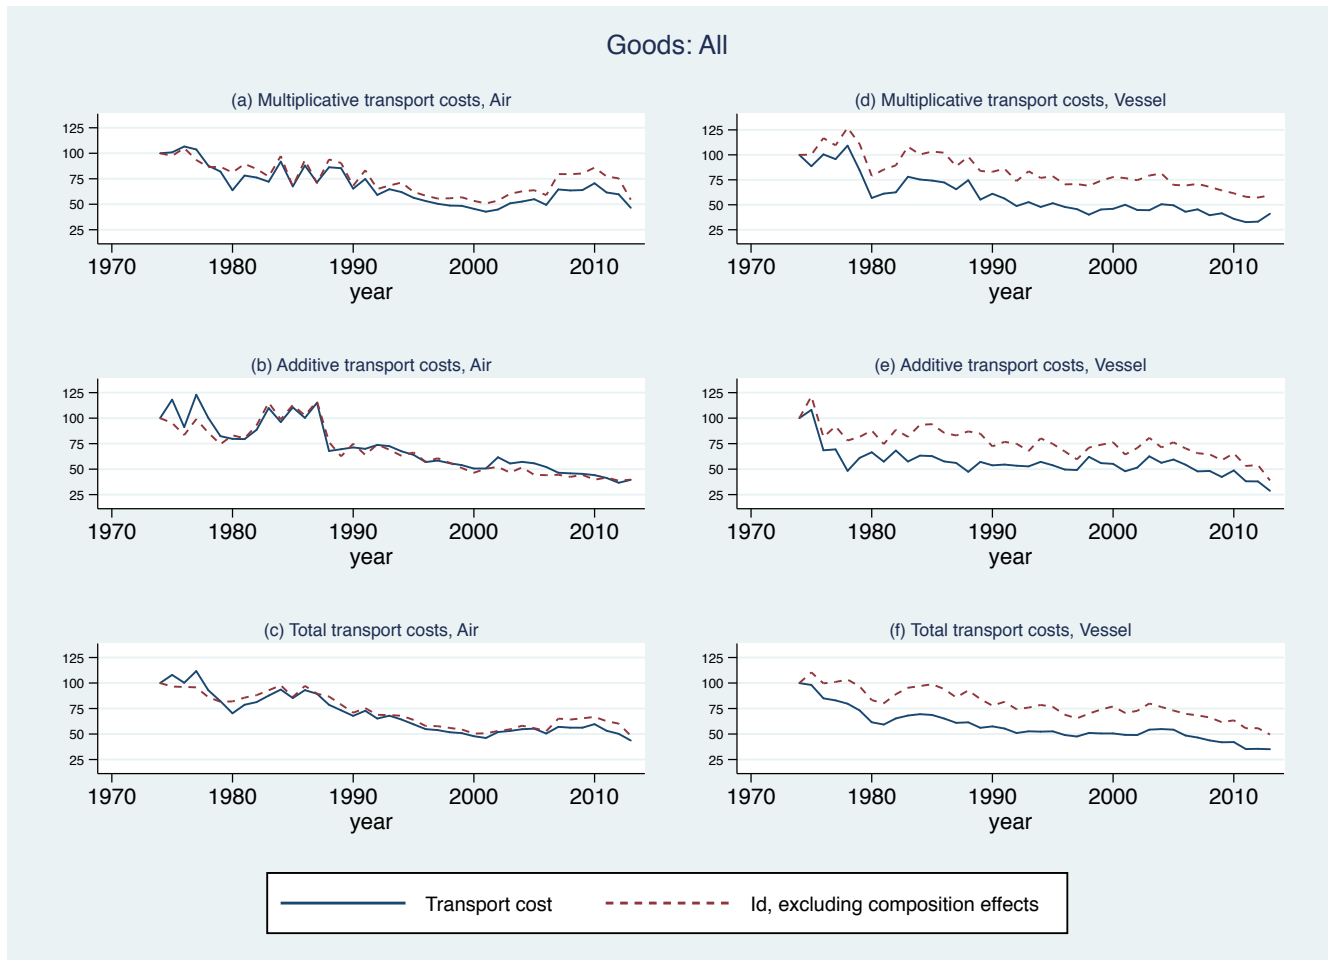 Goods: All
(a) Multiplicative transport costs, Air
125
100
75
50
25
1970 1980 1990 2000 2010
year
(d) Multiplicative transport costs, Vessel
125
100
75
50
25
1970 1980 1990 2000 2010
year
(b) Additive transport costs, Air
125
100
75
50
25
1970 1980 1990 2000 2010
year
(e) Additive transport costs, Vessel
125
100
75
50
25
1970 1980 1990 2000 2010
year
(c) Total transport costs, Air
125
100
75
50
25
1970 1980 1990 2000 2010
year
(f) Total transport costs, Vessel
125
100
75
50
25
1970 1980 1990 2000 2010
year
Transport cost Id, excluding composition effects